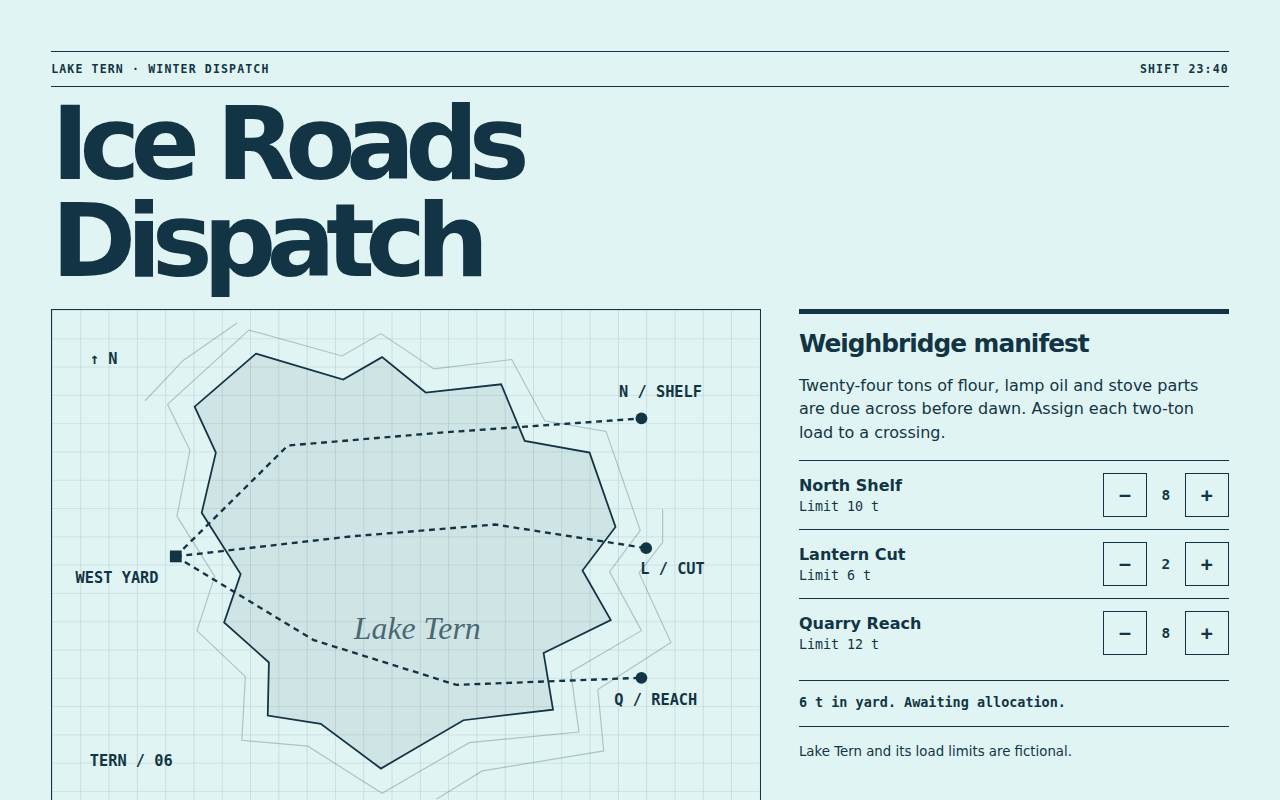 LAKE TERN · WINTER DISPATCH
SHIFT 23:40
Ice Roads
Dispatch
↑ N
N / SHELF
L / CUT
WEST YARD
Lake Tern
Q / REACH
TERN / 06
Weighbridge manifest
Twenty-four tons of flour, lamp oil and stove parts
are due across before dawn. Assign each two-ton
load to a crossing.
North Shelf
Limit 10 t
− 8 +
Lantern Cut
Limit 6 t
− 2 +
Quarry Reach
Limit 12 t
− 8 +
6 t in yard. Awaiting allocation.
Lake Tern and its load limits are fictional.